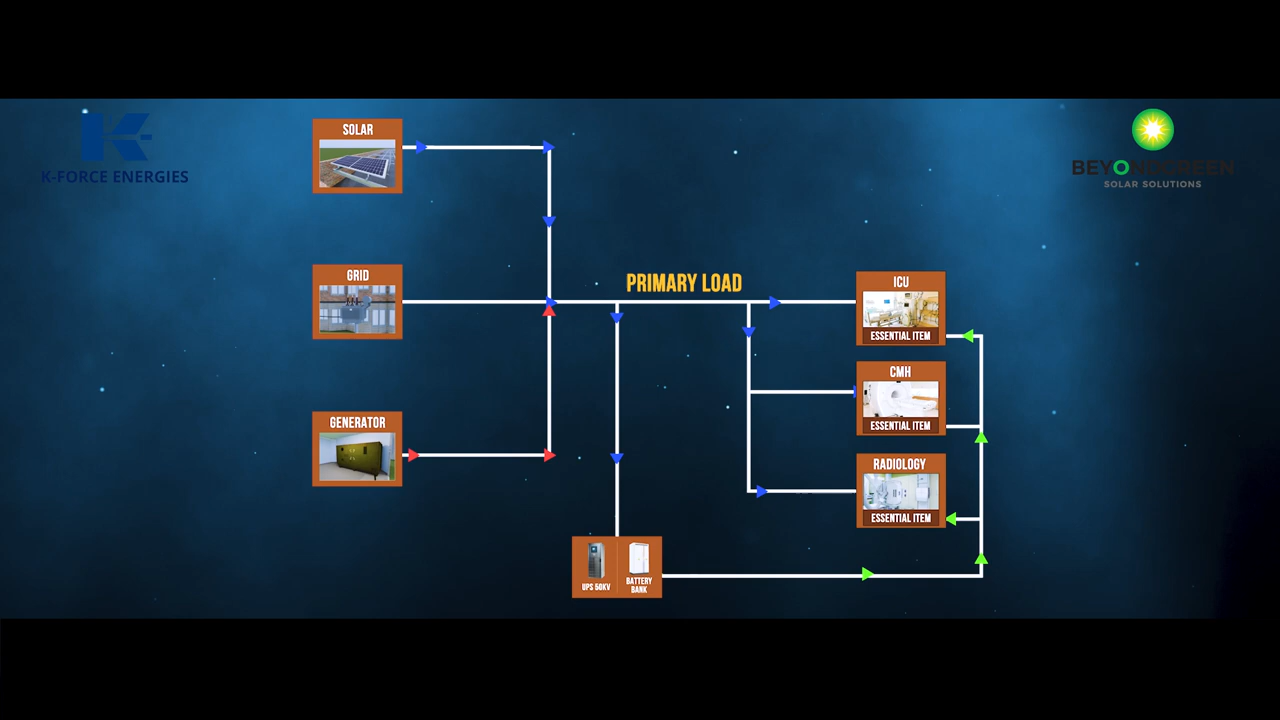 K-FORCE ENERGIES
BEYONDGREEN
SOLAR SOLUTIONS
SOLAR
GRID
GENERATOR
PRIMARY LOAD
ICU
ESSENTIAL ITEM
CMH
ESSENTIAL ITEM
RADIOLOGY
ESSENTIAL ITEM
UPS 50KV
BATTERY
BANK